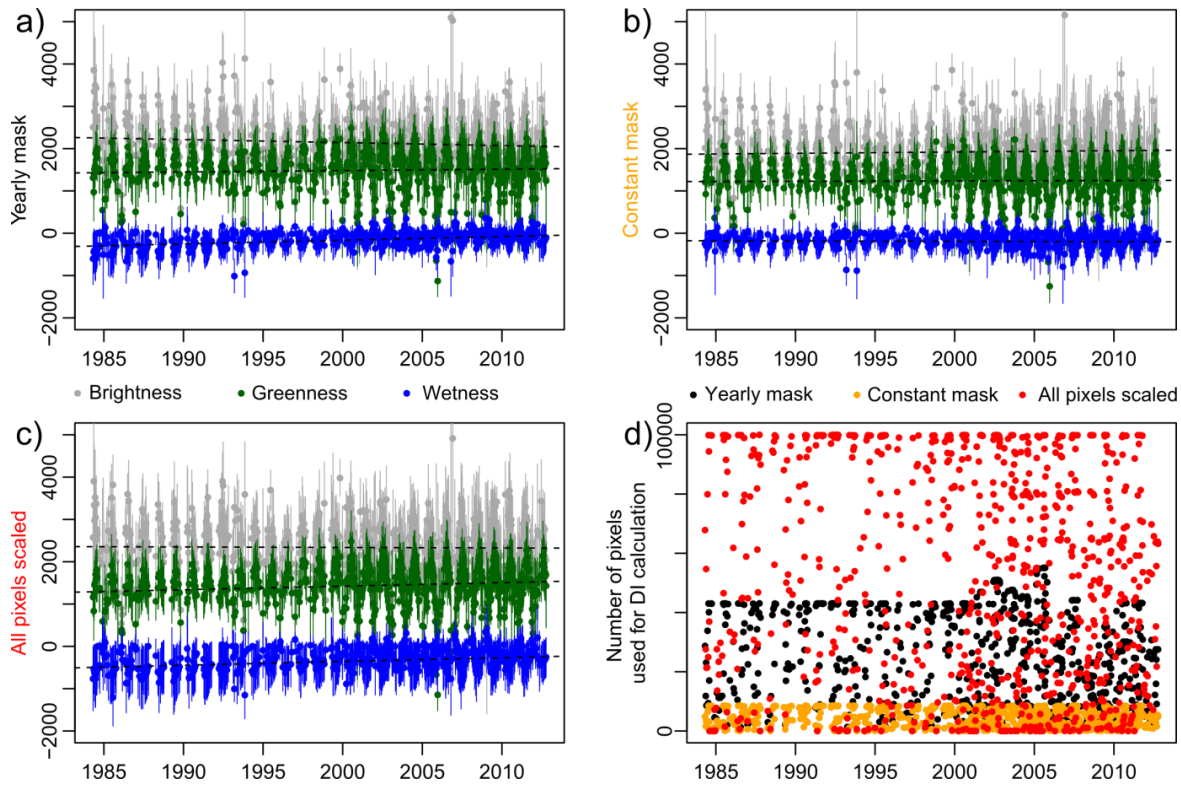 a)
Yearly mask
4000
2000
0
−2000
1985 1990 1995 2000 2005 2010
b)
Constant mask
4000
2000
0
−2000
1985 1990 1995 2000 2005 2010
Brightness Greenness Wetness
Yearly mask Constant mask All pixels scaled
c)
All pixels scaled
4000
2000
0
−2000
1985 1990 1995 2000 2005 2010
d)
Number of pixels
used for DI calculation
100000
0
1985 1990 1995 2000 2005 2010